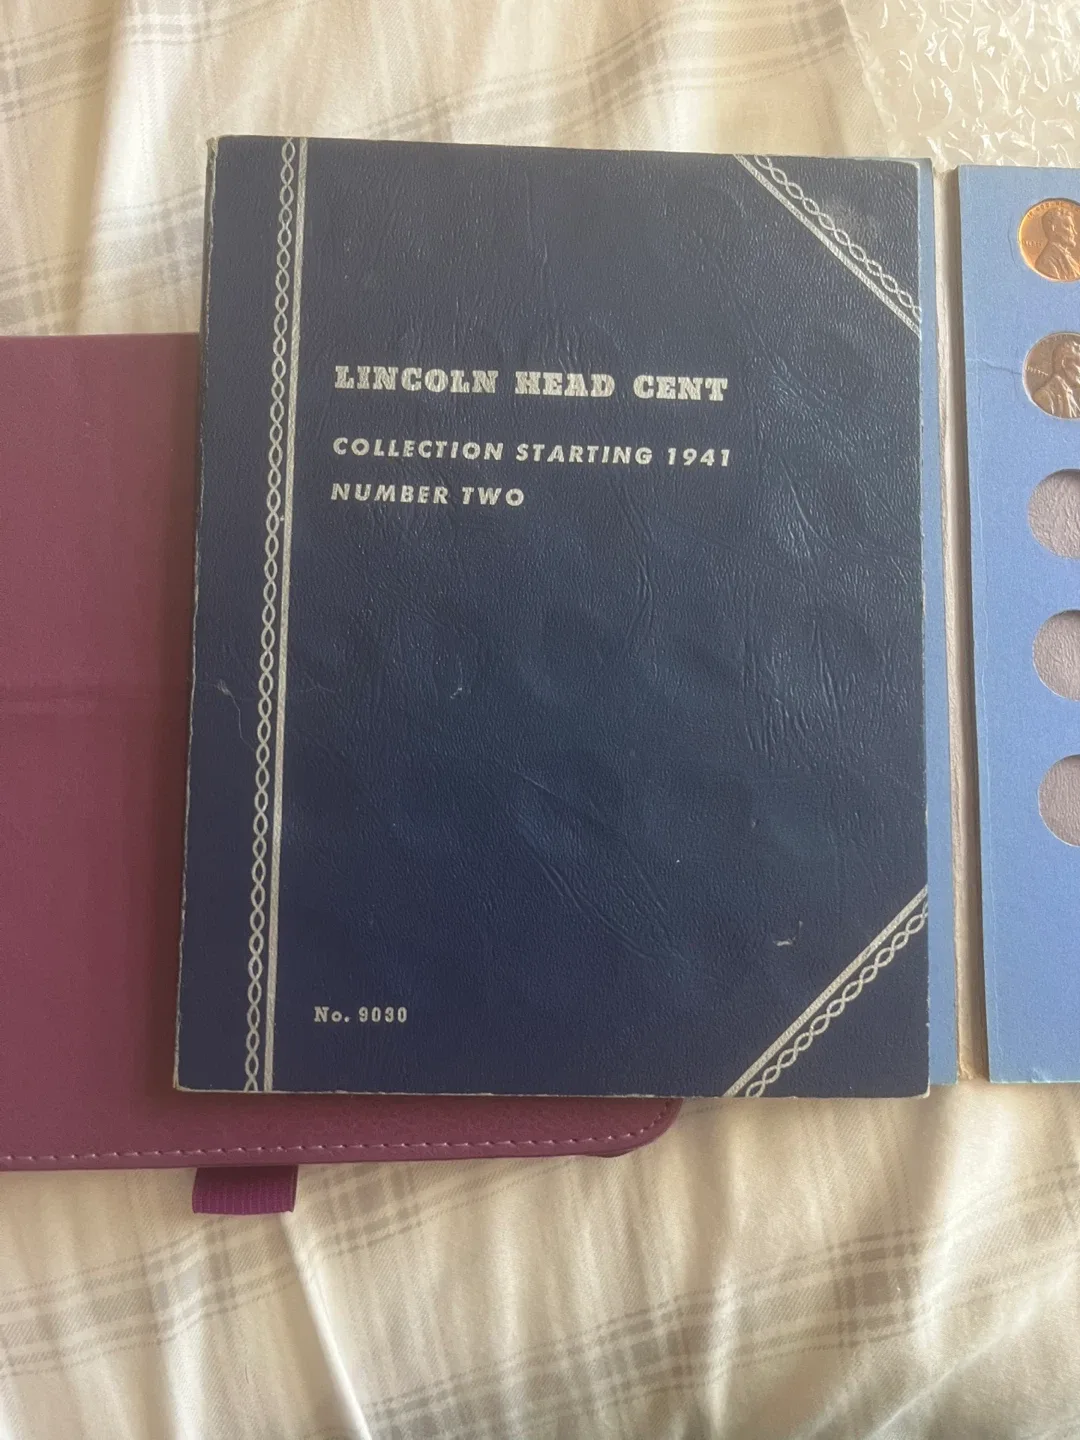 LINCOLN HEAD CENT
COLLECTION STARTING 1941
NUMBER TWO
No. 9030